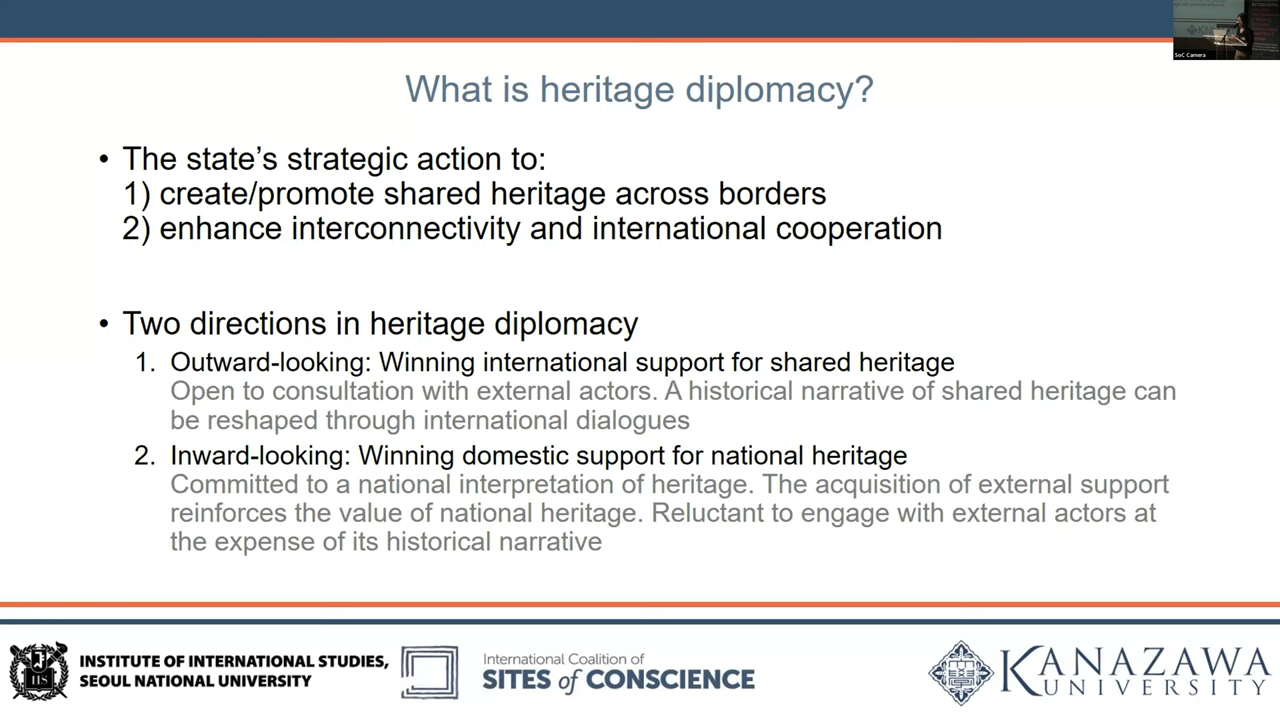 SoC Camera
What is heritage diplomacy?
• The state's strategic action to:
1) create/promote shared heritage across borders
2) enhance interconnectivity and international cooperation
• Two directions in heritage diplomacy
1. Outward-looking: Winning international support for shared heritage
Open to consultation with external actors. A historical narrative of shared heritage can
be reshaped through international dialogues
2. Inward-looking: Winning domestic support for national heritage
Committed to a national interpretation of heritage. The acquisition of external support
reinforces the value of national heritage. Reluctant to engage with external actors at
the expense of its historical narrative
INSTITUTE OF INTERNATIONAL STUDIES,
SEOUL NATIONAL UNIVERSITY
International Coalition of
SITES of CONSCIENCE
KANAZAWA
UNIVERSITY